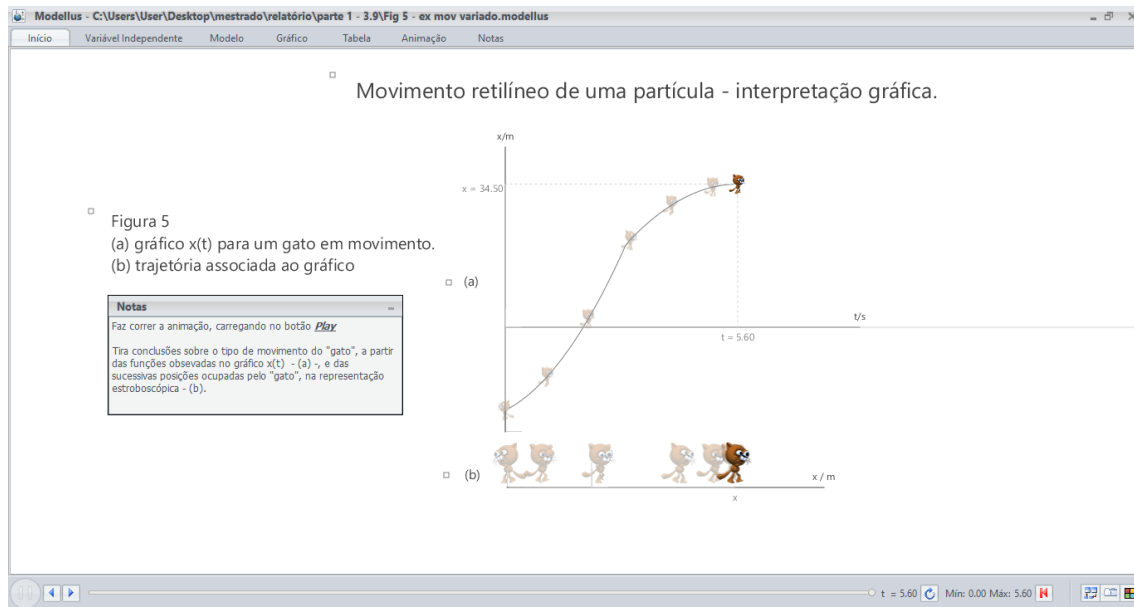 Modellus - C:\Users\User\Desktop\mestrado\relatório\parte 1 - 3.9\Fig 5 - ex mov variado.modellus
Início Variável Independente Modelo Gráfico Tabela Animação Notas
Movimento retilíneo de uma partícula - interpretação gráfica.
x/m
x = 34.50
Figura 5
(a) gráfico x(t) para um gato em movimento.
(b) trajetória associada ao gráfico
(a)
Notas
Faz correr a animação, carregando no botão Play
Tira conclusões sobre o tipo de movimento do "gato", a partir
das funções obsevadas no gráfico x(t) - (a) -, e das
sucessivas posições ocupadas pelo "gato", na representação
estroboscópica - (b).
t/s
t = 5.60
(b)
x / m
x
t = 5.60 Mín: 0.00 Máx: 5.60